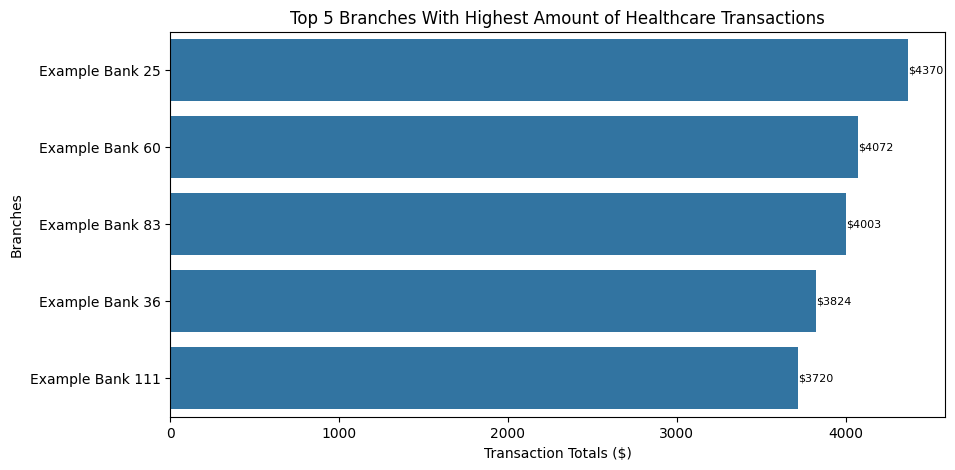 Top 5 Branches With Highest Amount of Healthcare Transactions
Branches
Example Bank 25
$4370
Example Bank 60
$4072
Example Bank 83
$4003
Example Bank 36
$3824
Example Bank 111
$3720
0 1000 2000 3000 4000
Transaction Totals ($)